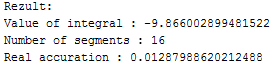 Rezult:
Value of integral : -9.866002899481522
Number of segments : 16
Real accuration : 0.01287988620212488